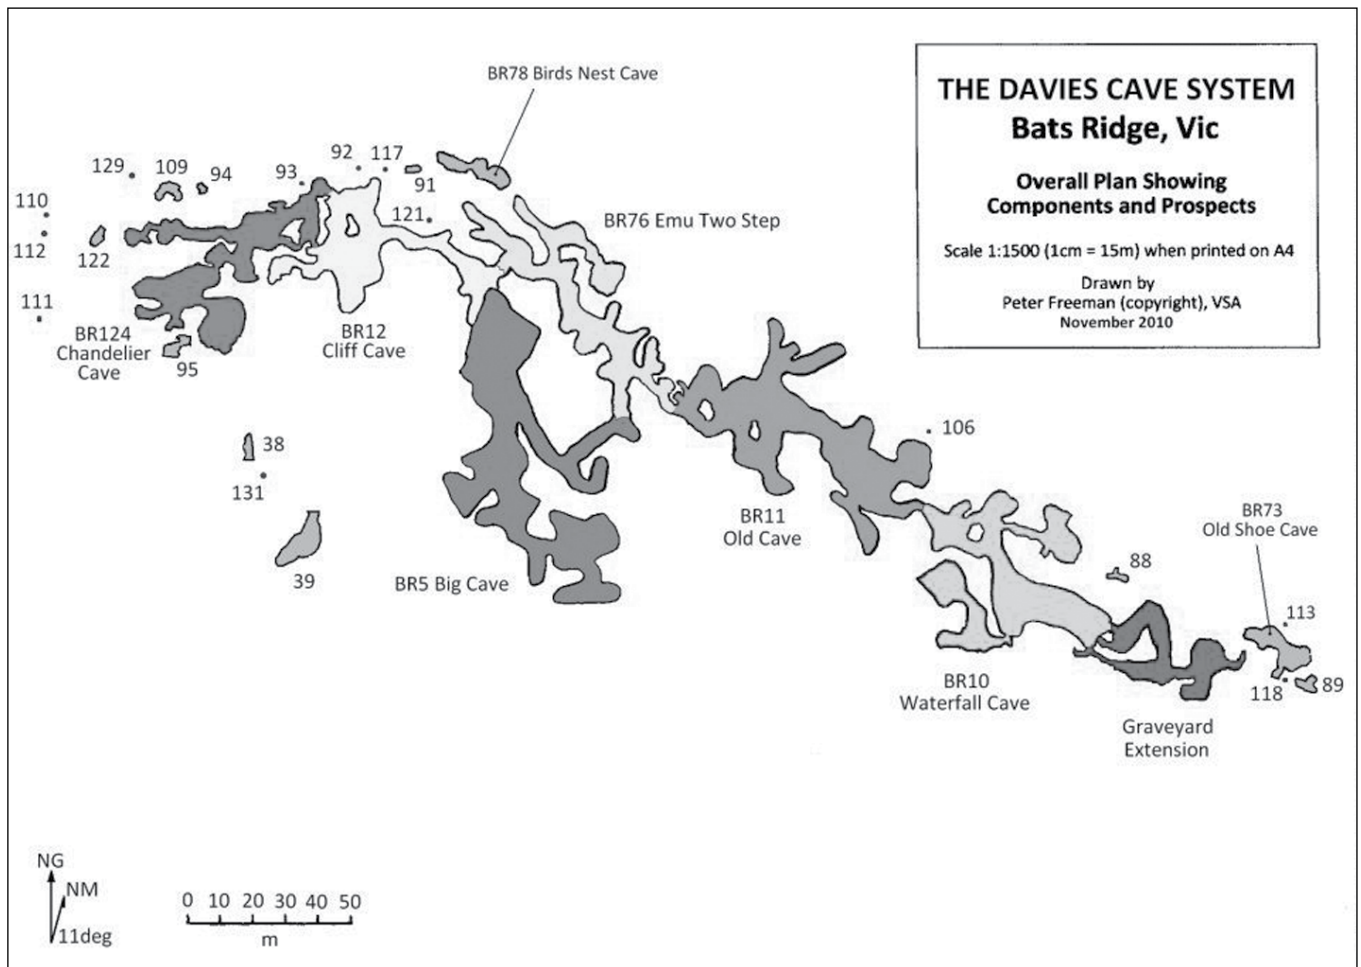 BR78 Birds Nest Cave
THE DAVIES CAVE SYSTEM
Bats Ridge, Vic
Overall Plan Showing
Components and Prospects
Scale 1:1500 (1cm = 15m) when printed on A4
Drawn by
Peter Freeman (copyright), VSA
November 2010
129
109
94
93
92
117
91
110
112
122
121
BR76 Emu Two Step
111
BR124
Chandelier
Cave
95
BR12
Cliff Cave
38
131
39
BR5 Big Cave
106
BR11
Old Cave
BR73
Old Shoe Cave
88
113
118
89
BR10
Waterfall Cave
Graveyard
Extension
NG
NM
11deg
0 10 20 30 40 50
m